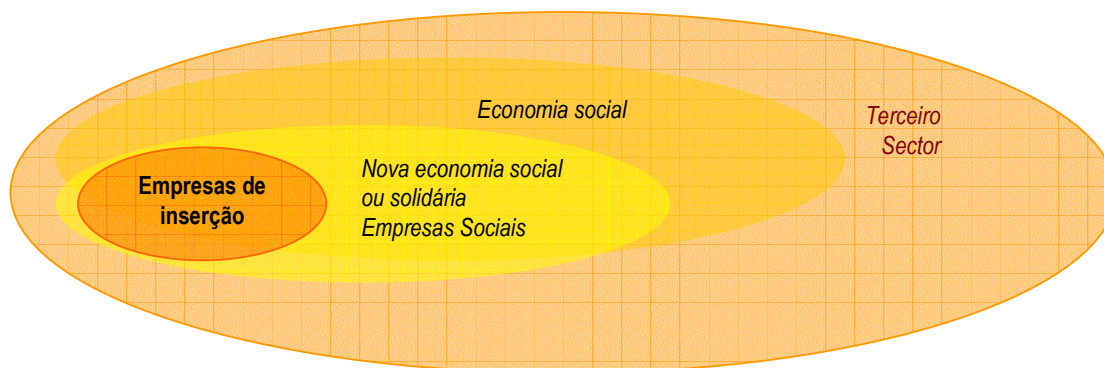 Economia social
Terceiro
Sector
Nova economia social
ou solidária
Empresas Sociais
Empresas de
inserção